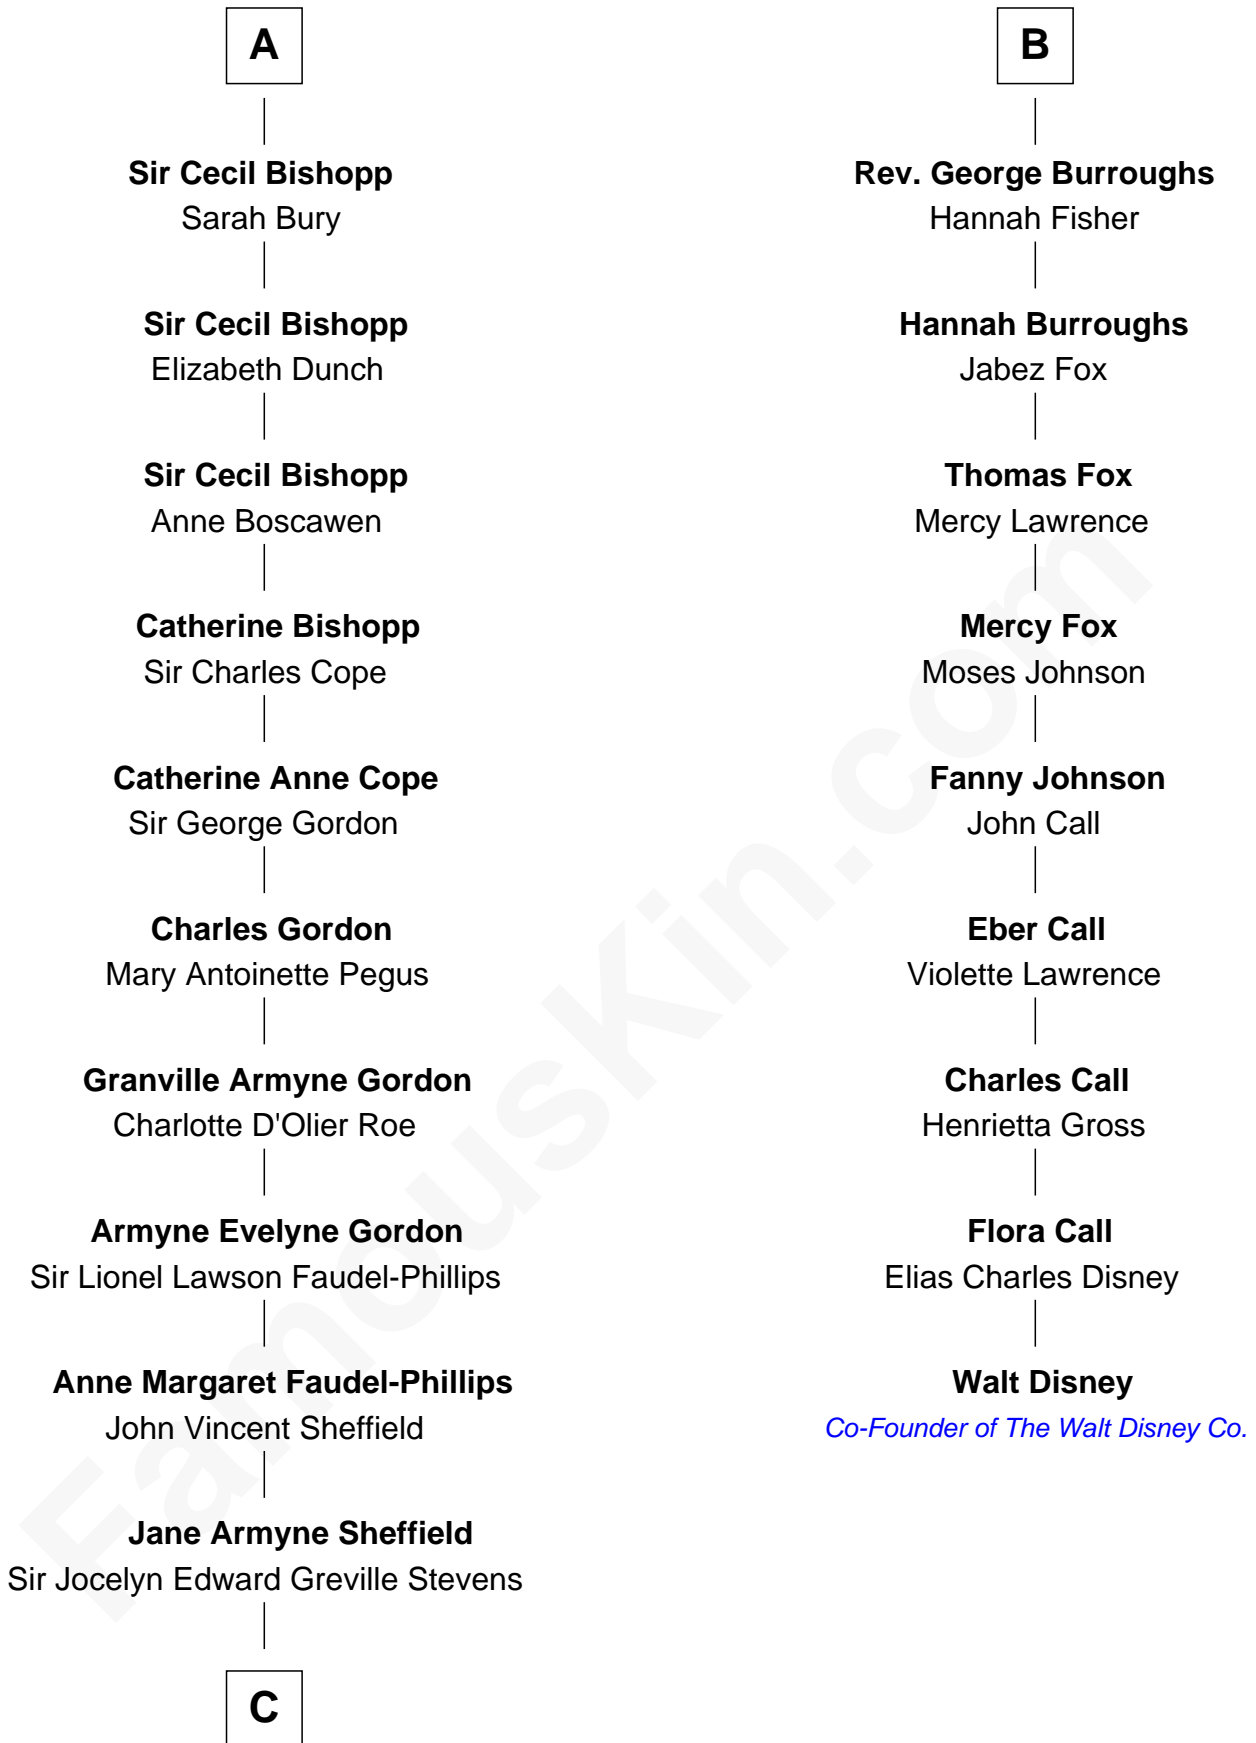 A
Sir Cecil Bishopp
Sarah Bury
Sir Cecil Bishopp
Elizabeth Dunch
Sir Cecil Bishopp
Anne Boscawen
Catherine Bishopp
Sir Charles Cope
Catherine Anne Cope
Sir George Gordon
Charles Gordon
Mary Antoinette Pegus
Granville Armyne Gordon
Charlotte D'Olier Roe
Armyne Evelyne Gordon
Sir Lionel Lawson Faudel-Phillips
Anne Margaret Faudel-Phillips
John Vincent Sheffield
Jane Armyne Sheffield
Sir Jocelyn Edward Greville Stevens
C
B
Rev. George Burroughs
Hannah Fisher
Hannah Burroughs
Jabez Fox
Thomas Fox
Mercy Lawrence
Mercy Fox
Moses Johnson
Fanny Johnson
John Call
Eber Call
Violette Lawrence
Charles Call
Henrietta Gross
Flora Call
Elias Charles Disney
Walt Disney
Co-Founder of The Walt Disney Co.
FamousKin.com